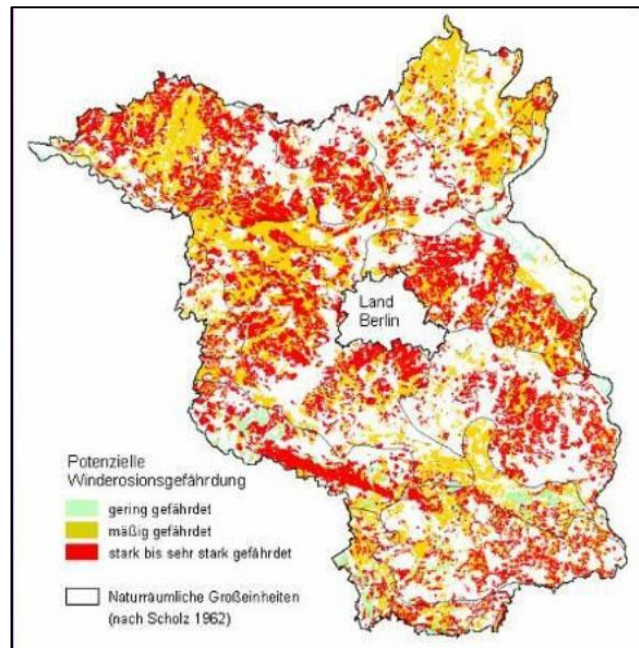 Land
Berlin
Potenzielle
Winderosionsgefährdung
gering gefährdet
mäßig gefährdet
stark bis sehr stark gefährdet
Naturräumliche Großeinheiten
(nach Scholz 1962)